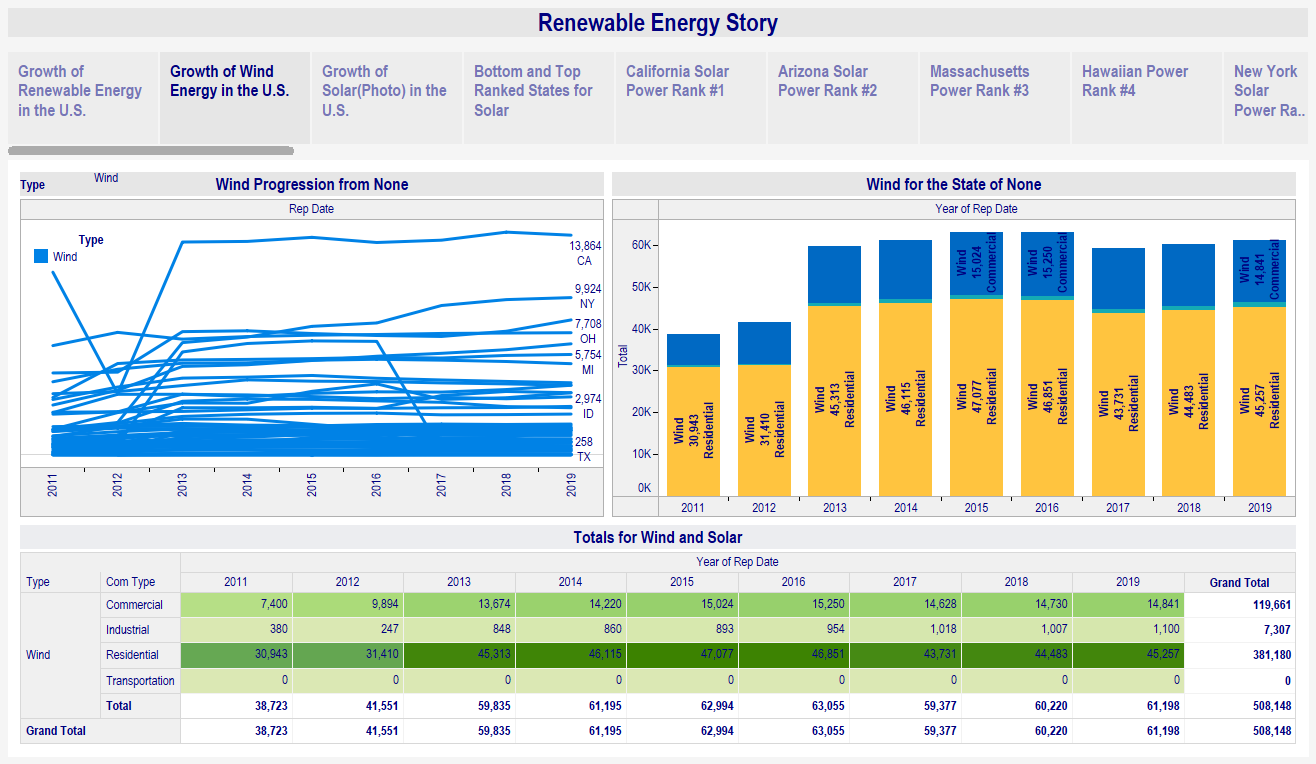 Renewable Energy Story
Growth of
Renewable Energy
in the U.S.
Growth of Wind
Energy in the U.S.
Growth of
Solar(Photo) in the
U.S.
Bottom and Top
Ranked States for
Solar
California Solar
Power Rank #1
Arizona Solar
Power Rank #2
Massachusetts
Power Rank #3
Hawaiian Power
Rank #4
New York
Solar
Power Ra..
Type
Wind
Wind Progression from None
Rep Date
Type
Wind
13,864
CA
9,924
NY
7,708
OH
5,754
MI
2,974
ID
258
TX
2011 2012 2013 2014 2015 2016 2017 2018 2019
Wind for the State of None
Year of Rep Date
Total
60K
50K
40K
30K
20K
10K
0K
Wind
30,943
Residential
Wind
31,410
Residential
Wind
45,313
Residential
Wind
46,115
Residential
Wind
15,024
Commercial
Wind
47,077
Residential
Wind
15,250
Commercial
Wind
46,851
Residential
Wind
43,731
Residential
Wind
44,483
Residential
Wind
14,841
Commercial
Wind
45,257
Residential
2011 2012 2013 2014 2015 2016 2017 2018 2019
Totals for Wind and Solar
Year of Rep Date
Type Com Type 2011 2012 2013 2014 2015 2016 2017 2018 2019 Grand Total
Commercial 7,400 9,894 13,674 14,220 15,024 15,250 14,628 14,730 14,841 119,661
Industrial 380 247 848 860 893 954 1,018 1,007 1,100 7,307
Wind Residential 30,943 31,410 45,313 46,115 47,077 46,851 43,731 44,483 45,257 381,180
Transportation 0 0 0 0 0 0 0 0 0 0
Total 38,723 41,551 59,835 61,195 62,994 63,055 59,377 60,220 61,198 508,148
Grand Total 38,723 41,551 59,835 61,195 62,994 63,055 59,377 60,220 61,198 508,148